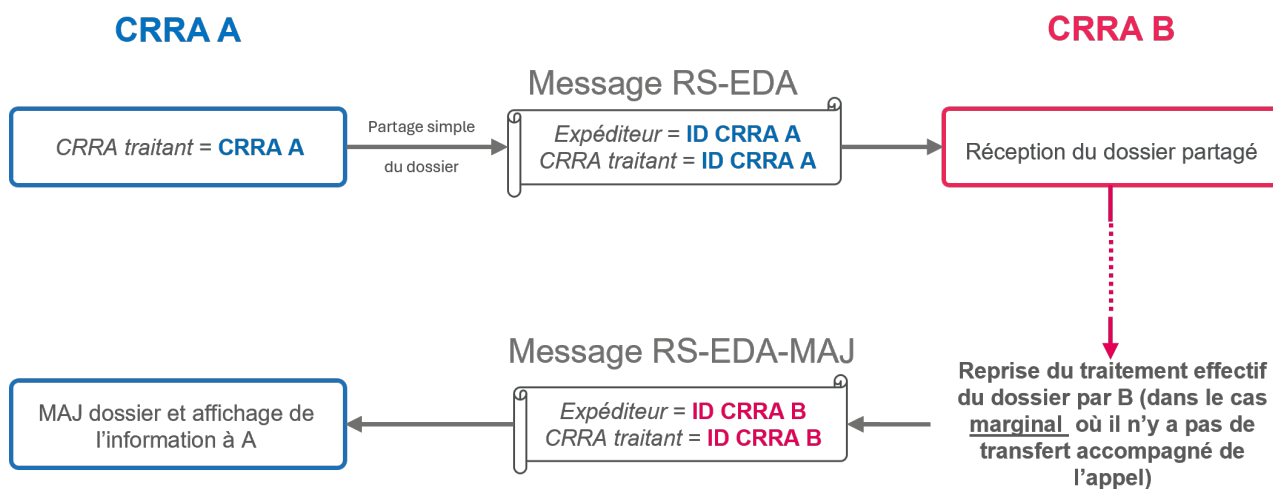 CRRA A
CRRA B
Message RS-EDA
CRRA traitant = CRRA A
Partage simple
du dossier
Expéditeur = ID CRRA A
CRRA traitant = ID CRRA A
Réception du dossier partagé
Message RS-EDA-MAJ
MAJ dossier et affichage de
l’information à A
Expéditeur = ID CRRA B
CRRA traitant = ID CRRA B
Reprise du traitement effectif
du dossier par B (dans le cas
marginal où il n’y a pas de
transfert accompagné de
l’appel)